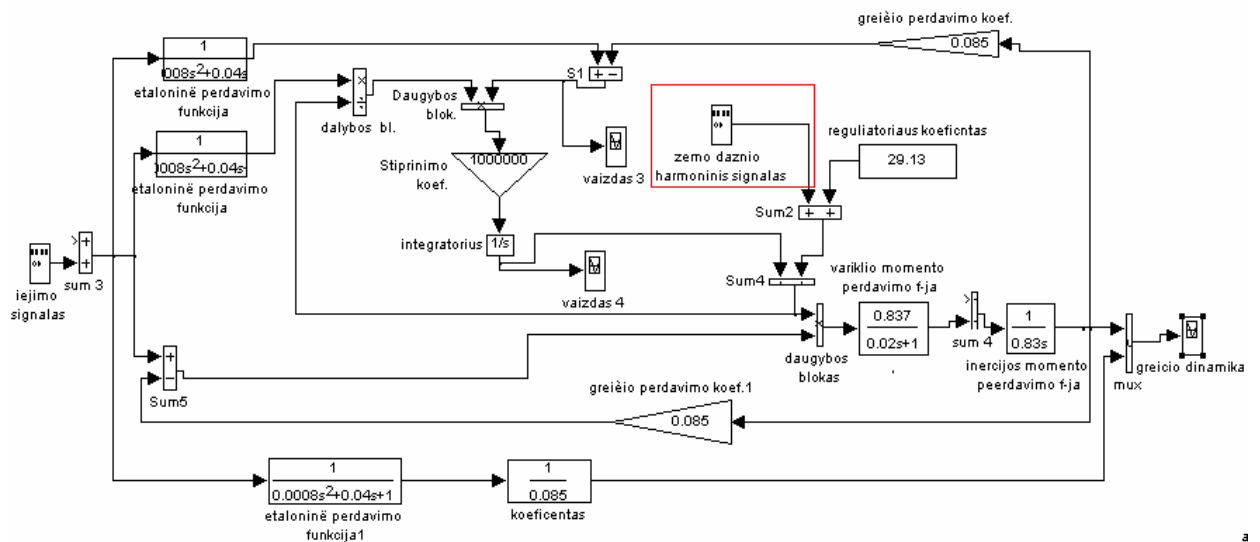 greièio perdavimo koef.
0.085
1
008s2+0.04s
etaloninë perdavimo
funkcija
S1
+ −
×
÷
dalybos bl.
Daugybos
blok.
×
1
008s2+0.04s-
etaloninë perdavimo
funkcija
1000000
Stiprinimo
koef.
vaizdas 3
zemo daznio
harmoninis signalas
reguliatoriaus koeficntas
29.13
Sum2
+ +
integratorius
1/s
vaizdas 4
Sum4
iejimo
signalas
+
+
sum 3
variklio momento
perdavimo f-ja
0.837
0.02s+1
×
daugybos
blokas
sum 4
1
0.83s
inercijos momento
peerdavimo f-ja
mux
greicio dinamika
+
−
Sum5
greièio perdavimo koef.1
0.085
1
0.0008s2+0.04s+1
etaloninë perdavimo
funkcija1
1
0.085
koeficentas
a